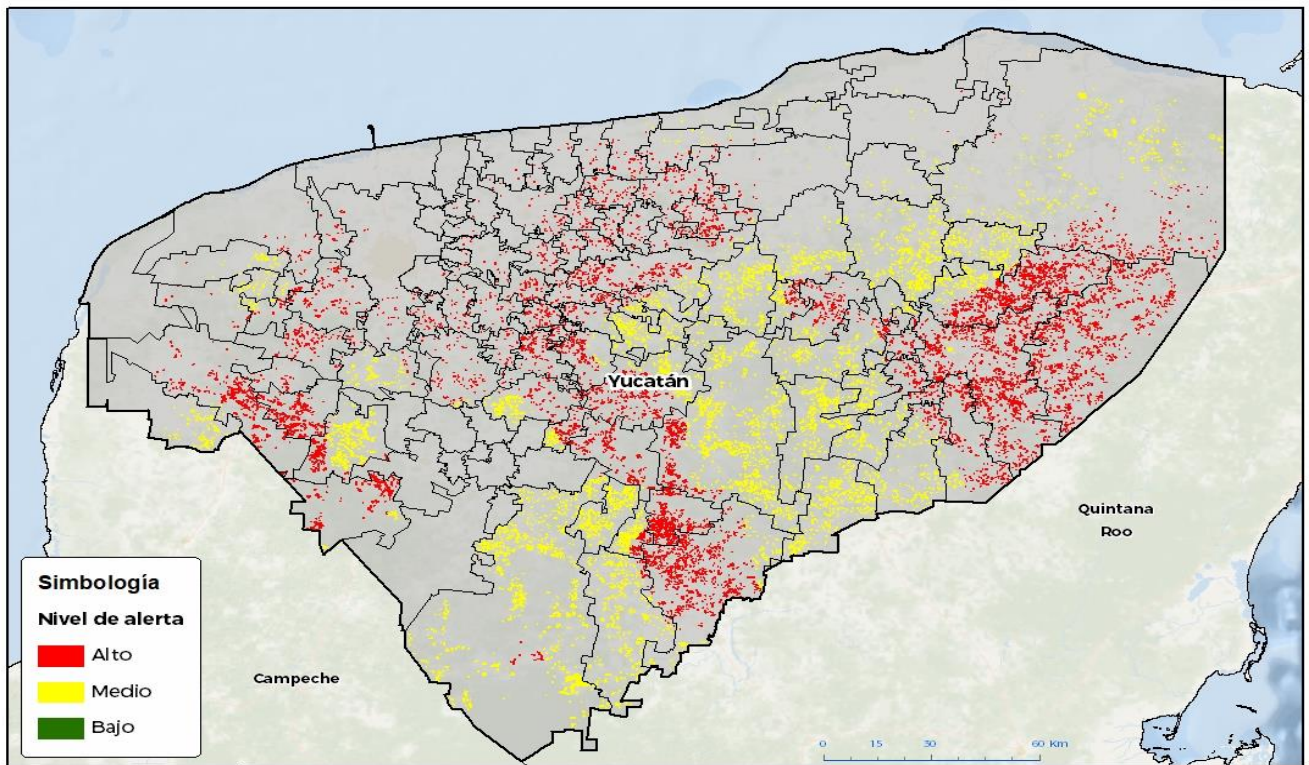 Yucatán
Quintana
Roo
Campeche
Simbología
Nivel de alerta
Alto
Medio
Bajo
0 15 30 60 Km